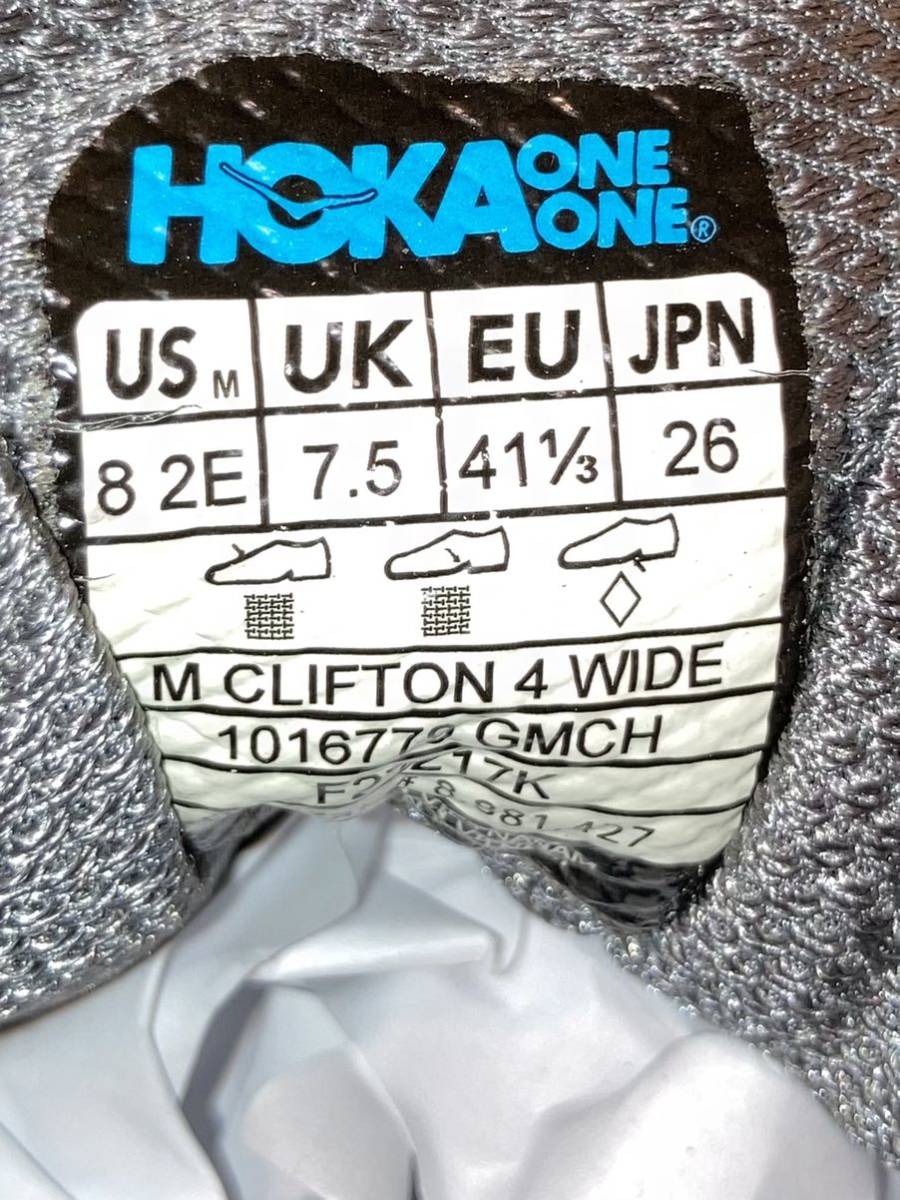 HOKA ONE ONE®
US M UK EU JPN
8 2E 7.5 41⅓ 26
M CLIFTON 4 WIDE
GMCH